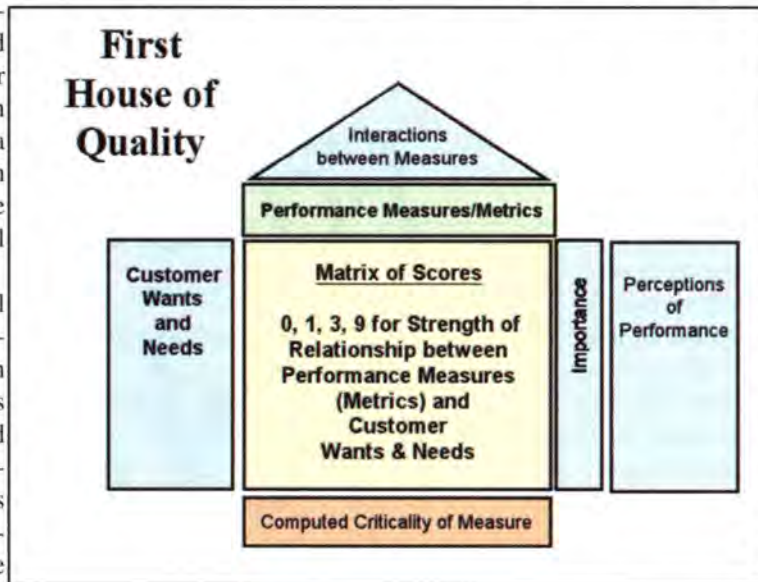 First
House of
Quality
Interactions
between Measures
Performance Measures/Metrics
Customer
Wants
and
Needs
Matrix of Scores
0, 1, 3, 9 for Strength of
Relationship between
Performance Measures
(Metrics) and
Customer
Wants & Needs
Importance
Perceptions
of
Performance
Computed Criticality of Measure